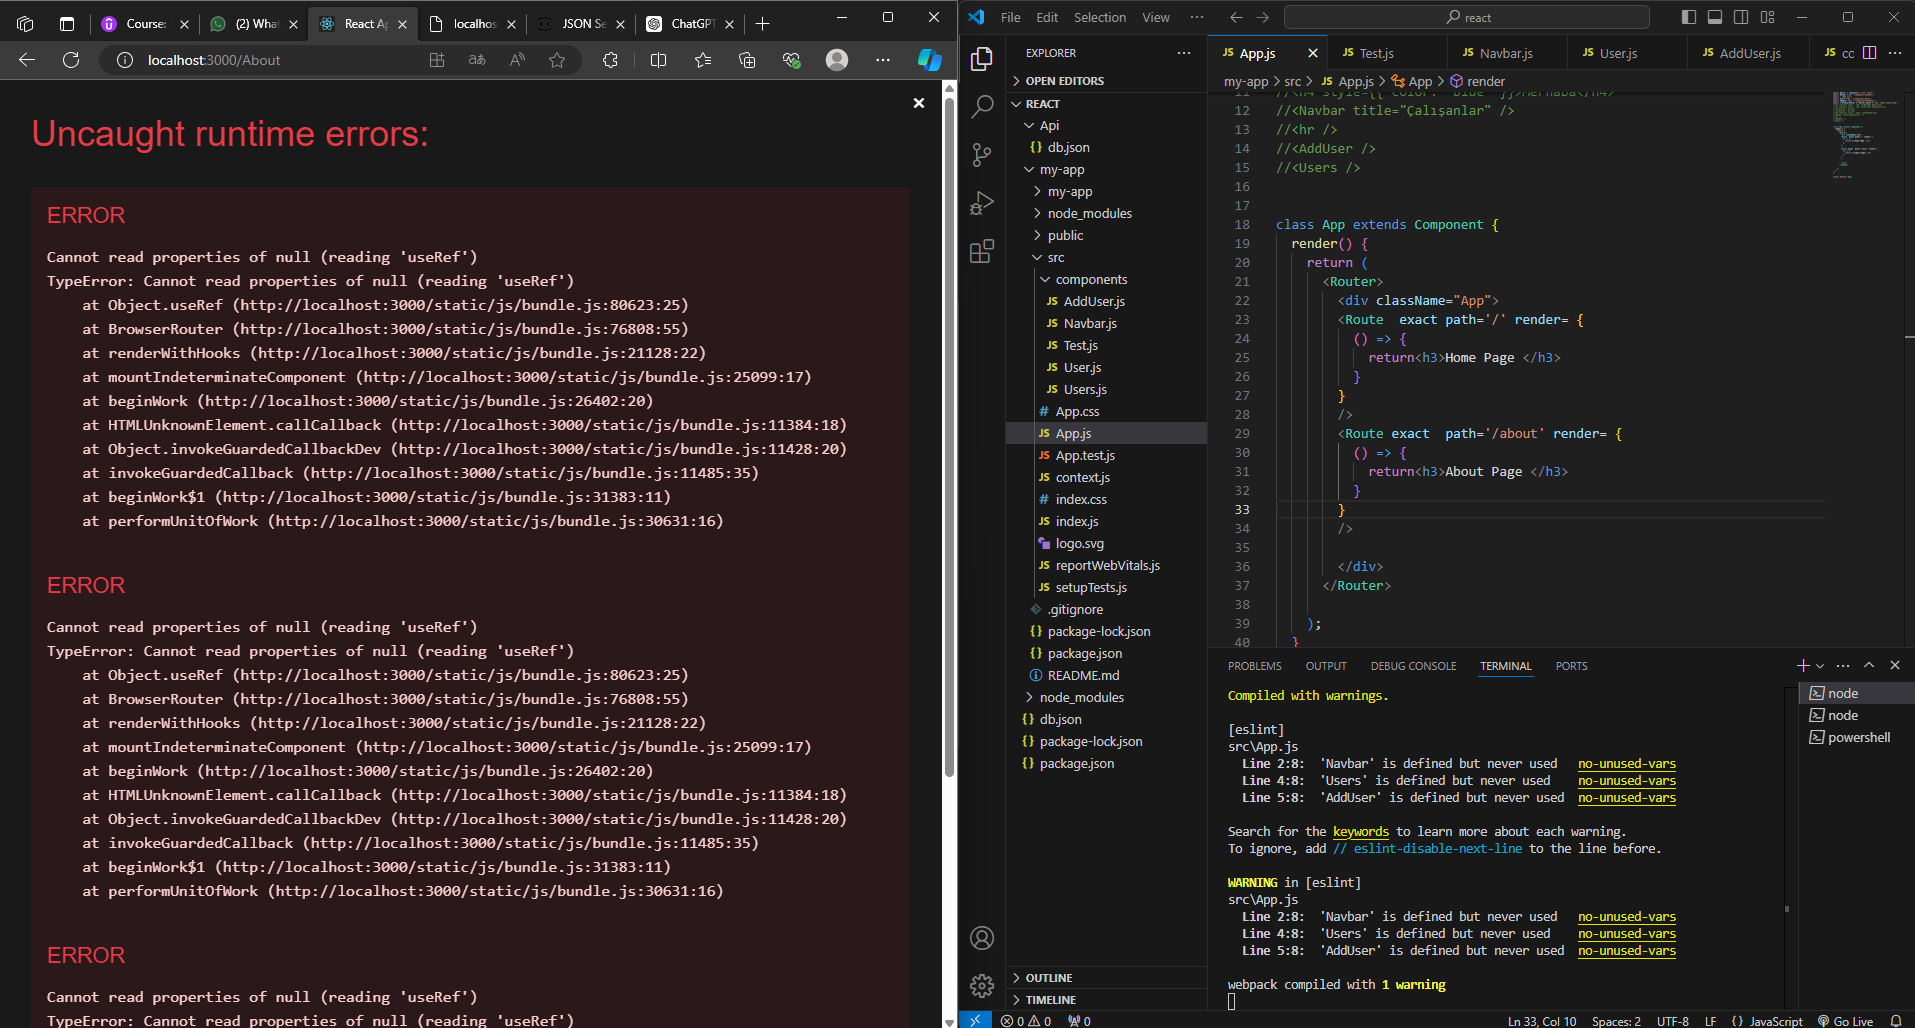 Course:
(2) What
React Ap
localhos
JSON Se
ChatGPT
localhost:3000/About
Uncaught runtime errors:
ERROR
Cannot read properties of null (reading 'useRef')
TypeError: Cannot read properties of null (reading 'useRef')
at Object.useRef (http://localhost:3000/static/js/bundle.js:80623:25)
at BrowserRouter (http://localhost:3000/static/js/bundle.js:76808:55)
at renderWithHooks (http://localhost:3000/static/js/bundle.js:21128:22)
at mountIndeterminateComponent (http://localhost:3000/static/js/bundle.js:25099:17)
at beginWork (http://localhost:3000/static/js/bundle.js:26402:20)
at HTMLUnknownElement.callCallback (http://localhost:3000/static/js/bundle.js:11384:18)
at Object.invokeGuardedCallbackDev (http://localhost:3000/static/js/bundle.js:11428:20)
at invokeGuardedCallback (http://localhost:3000/static/js/bundle.js:11485:35)
at beginWork$1 (http://localhost:3000/static/js/bundle.js:31383:11)
at performUnitOfWork (http://localhost:3000/static/js/bundle.js:30631:16)
ERROR
Cannot read properties of null (reading 'useRef')
TypeError: Cannot read properties of null (reading 'useRef')
at Object.useRef (http://localhost:3000/static/js/bundle.js:80623:25)
at BrowserRouter (http://localhost:3000/static/js/bundle.js:76808:55)
at renderWithHooks (http://localhost:3000/static/js/bundle.js:21128:22)
at mountIndeterminateComponent (http://localhost:3000/static/js/bundle.js:25099:17)
at beginWork (http://localhost:3000/static/js/bundle.js:26402:20)
at HTMLUnknownElement.callCallback (http://localhost:3000/static/js/bundle.js:11384:18)
at Object.invokeGuardedCallbackDev (http://localhost:3000/static/js/bundle.js:11428:20)
at invokeGuardedCallback (http://localhost:3000/static/js/bundle.js:11485:35)
at beginWork$1 (http://localhost:3000/static/js/bundle.js:31383:11)
at performUnitOfWork (http://localhost:3000/static/js/bundle.js:30631:16)
ERROR
Cannot read properties of null (reading 'useRef')
TypeError: Cannot read properties of null (reading 'useRef')
File Edit Selection View ··· react
EXPLORER
OPEN EDITORS
REACT
Api
{} db.json
my-app
my-app
node_modules
public
src
components
JS AddUser.js
JS Navbar.js
JS Test.js
JS User.js
JS Users.js
# App.css
JS App.js
JS App.test.js
JS context.js
# index.css
JS index.js
logo.svg
JS reportWebVitals.js
JS setupTests.js
.gitignore
{} package-lock.json
{} package.json
README.md
node_modules
{} db.json
{} package-lock.json
{} package.json
OUTLINE
TIMELINE
JS App.js
JS Test.js
JS Navbar.js
JS User.js
JS AddUser.js
JS co
my-app > src > JS App.js > App > render
11 //<h4 style={{ color: "blue" }}>Merhaba</h4>
12 //<Navbar title="Çalışanlar" />
13 //<hr />
14 //<AddUser />
15 //<Users />
16
17
18 class App extends Component {
19 render() {
20 return (
21 <Router>
22 <div className="App">
23 <Route  exact path='/' render= {
24 () => {
25 return<h3>Home Page </h3>
26 }
27 }
28 />
29 <Route exact  path='/about' render= {
30 () => {
31 return<h3>About Page </h3>
32 }
33 }
34 />
35
36 </div>
37 </Router>
38
39 );
40 }
PROBLEMS OUTPUT DEBUG CONSOLE TERMINAL PORTS
Compiled with warnings.
[eslint]
src\App.js
Line 2:8:  'Navbar' is defined but never used  no-unused-vars
Line 4:8:  'Users' is defined but never used  no-unused-vars
Line 5:8:  'AddUser' is defined but never used  no-unused-vars
Search for the keywords to learn more about each warning.
To ignore, add // eslint-disable-next-line to the line before.
WARNING in [eslint]
src\App.js
Line 2:8:  'Navbar' is defined but never used  no-unused-vars
Line 4:8:  'Users' is defined but never used  no-unused-vars
Line 5:8:  'AddUser' is defined but never used  no-unused-vars
webpack compiled with 1 warning
node
node
powershell
0 0 0
Ln 33, Col 10 Spaces: 2 UTF-8 LF {} JavaScript Go Live